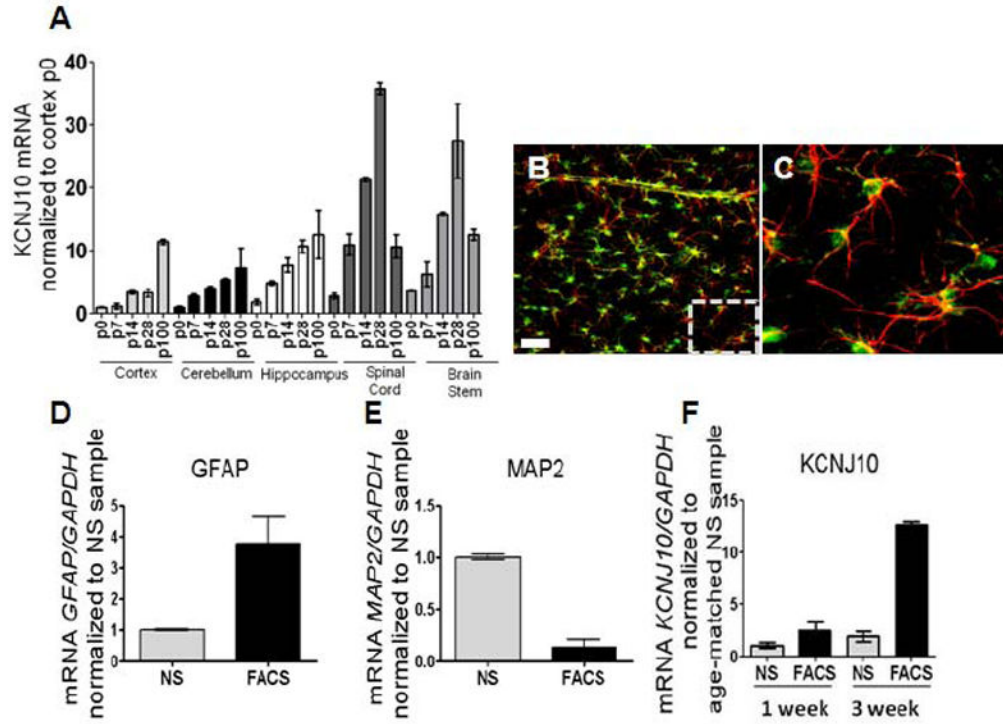 A
KCNJ10 mRNA
normalized to cortex p0
40
30
20
10
0
p0 p7 p14 p28 p100 p0 p7 p14 p28 p100 p0 p7 p14 p28 p100 p0 p7 p14 p28 p100 p0 p7 p14 p28 p100
Cortex Cerebellum Hippocampus Spinal Cord Brain Stem
B
C
D
GFAP
mRNA GFAP/GAPDH
normalized to NS sample
5
4
3
2
1
0
NS FACS
E
MAP2
mRNA MAP2/GAPDH
normalized to NS sample
1.5
1.0
0.5
0.0
NS FACS
F
KCNJ10
mRNA KCNJ10/GAPDH
normalized to
age-matched NS sample
15
10
5
0
NS FACS NS FACS
1 week 3 week